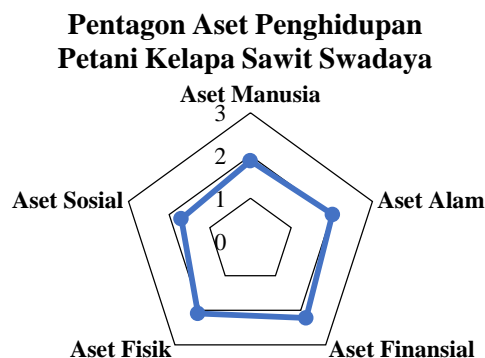 Pentagon Aset Penghidupan
Petani Kelapa Sawit Swadaya
Aset Manusia
3
2
Aset Sosial
1
Aset Alam
0
Aset Fisik
Aset Finansial